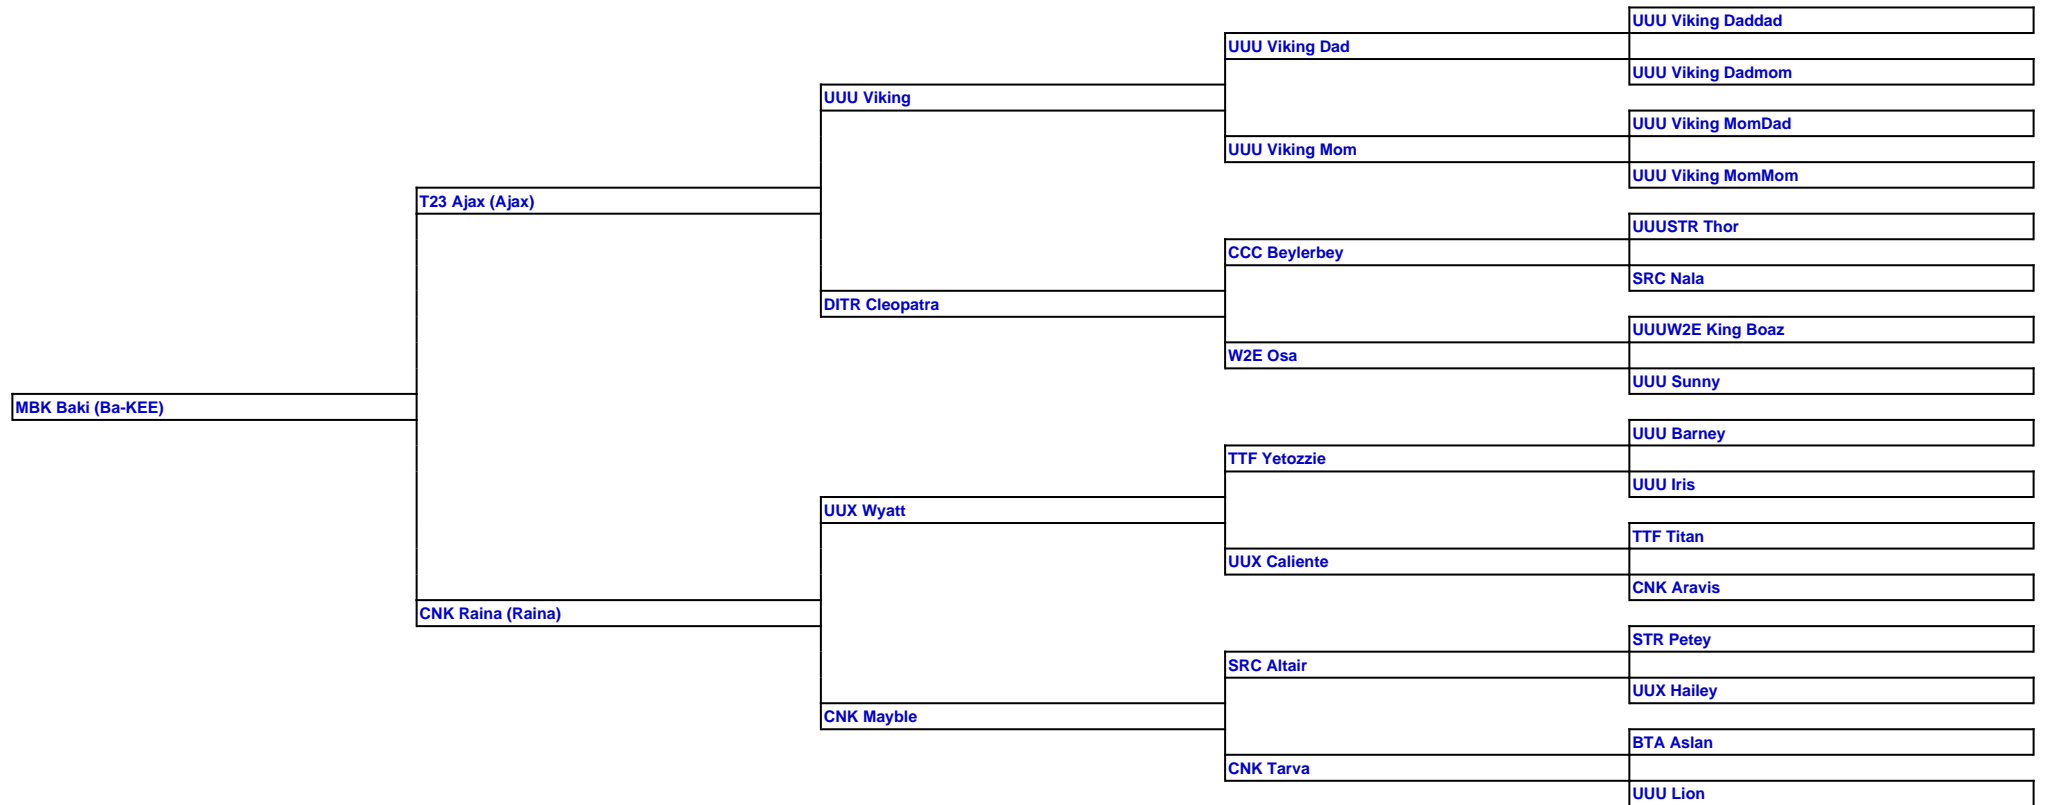 UUU Viking Daddad
UUU Viking Dad
UUU Viking Dadmom
UUU Viking
UUU Viking MomDad
UUU Viking Mom
UUU Viking MomMom
T23 Ajax (Ajax)
UUUSTR Thor
CCC Beylerbey
SRC Nala
DITR Cleopatra
UUUW2E King Boaz
W2E Osa
UUU Sunny
MBK Baki (Ba-KEE)
UUU Barney
TTF Yetozzie
UUU Iris
UUX Wyatt
TTF Titan
UUX Caliente
CNK Aravis
CNK Raina (Raina)
STR Petey
SRC Altair
UUX Hailey
CNK Mayble
BTA Aslan
CNK Tarva
UUU Lion